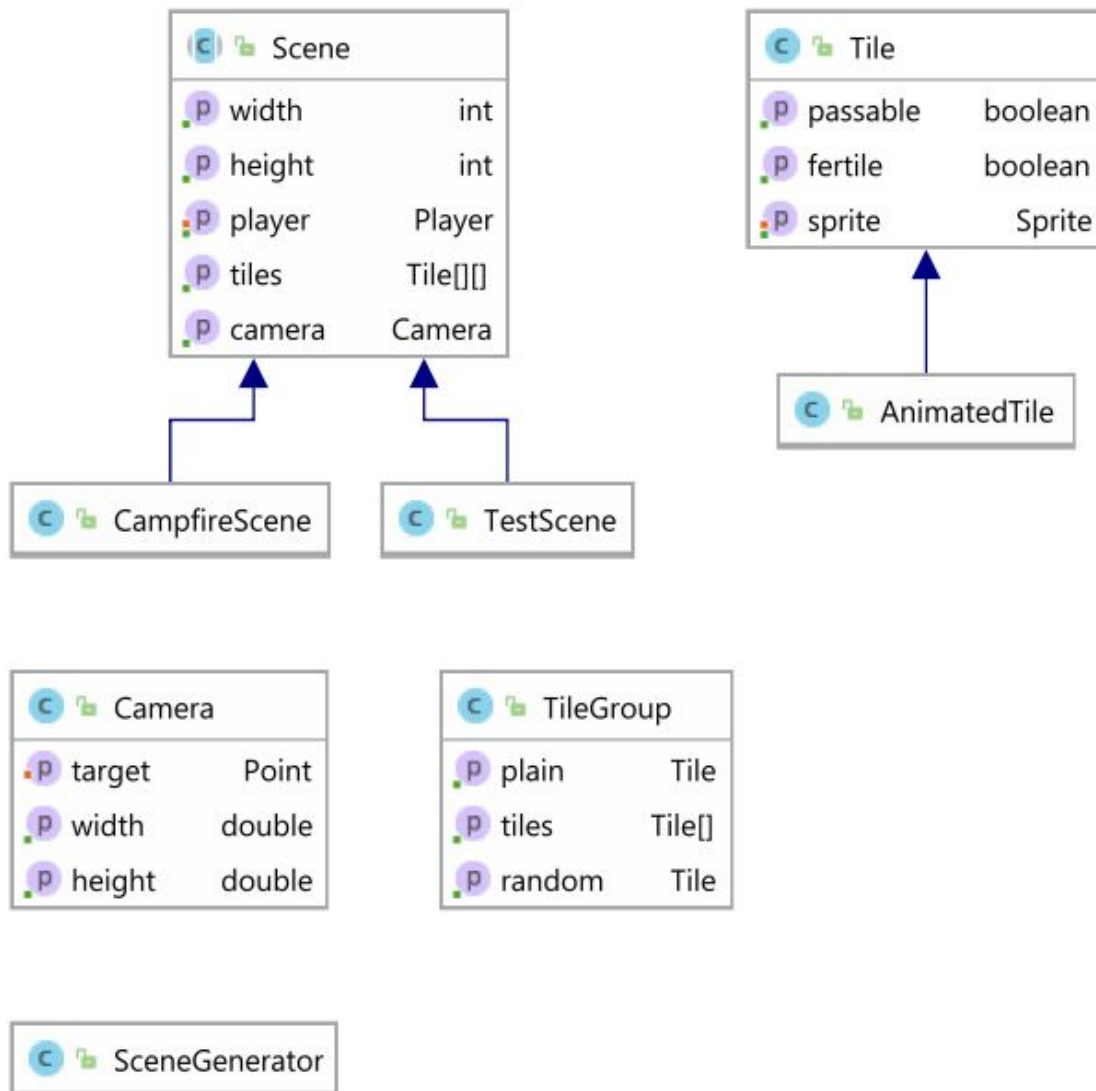 C Scene
p width int
p height int
p player Player
p tiles Tile[][]
p camera Camera
C Tile
p passable boolean
p fertile boolean
p sprite Sprite
C AnimatedTile
C CampfireScene
C TestScene
C Camera
p target Point
p width double
p height double
C TileGroup
p plain Tile
p tiles Tile[]
p random Tile
C SceneGenerator